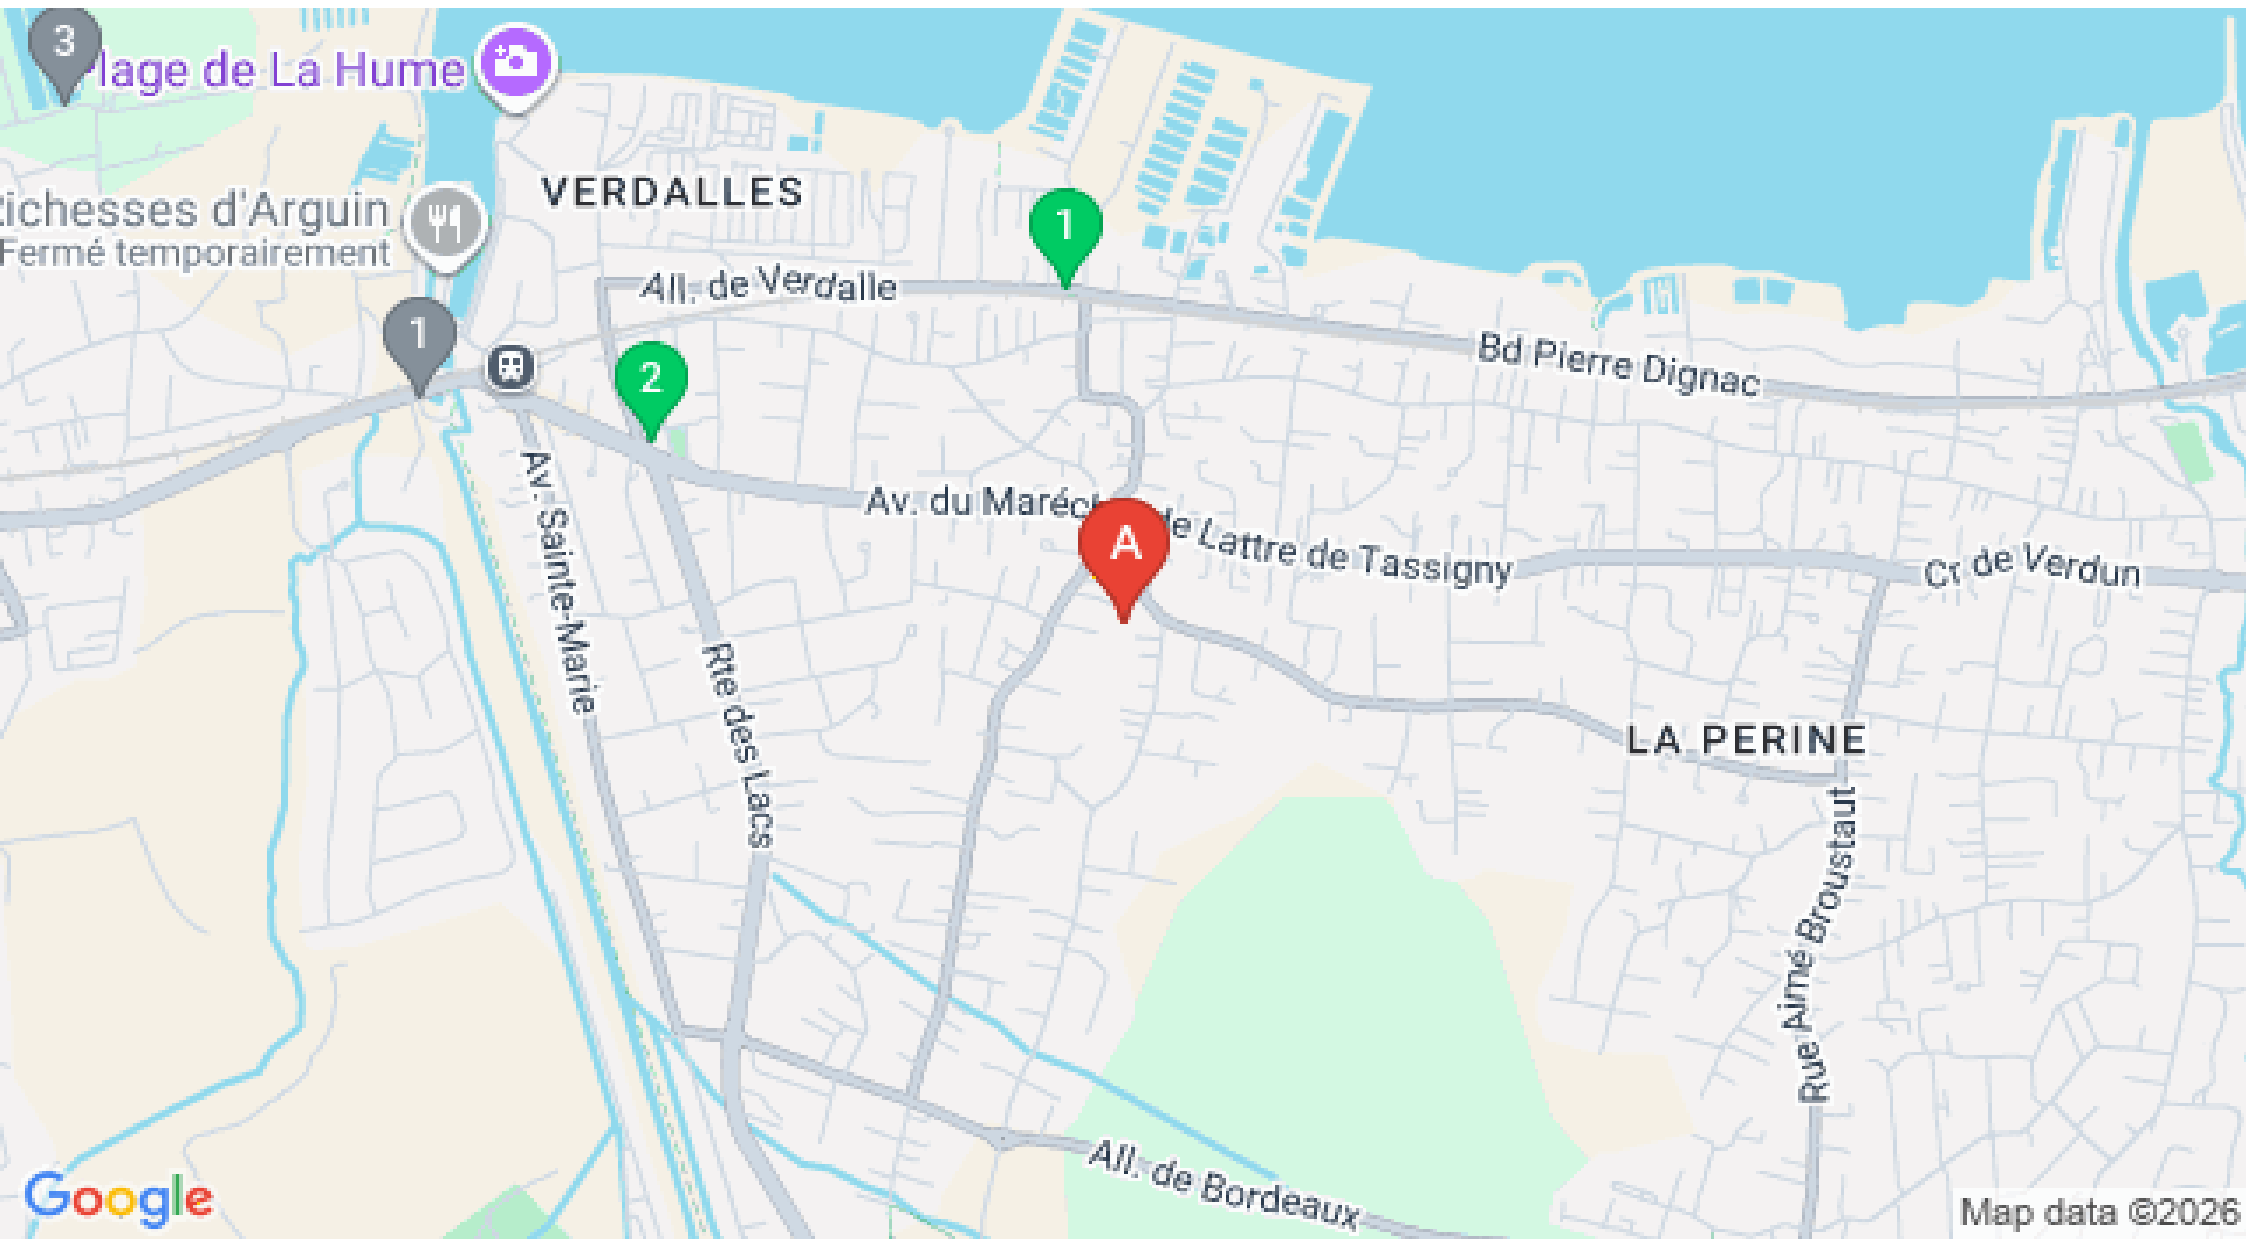 3
Plage de La Hume
VERDALLES
ichesses d'Arguin
Fermé temporairement
1
All. de Verdalle
1
Bd Pierre Dignac
2
Av. Sainte-Marie
Av. du Maréc
de Lattre de Tassigny
A
Cr de Verdun
Rte des Lacs
LA PERINE
Rue Aimé Broustaut
All. de Bordeaux
Google
Map data ©2026